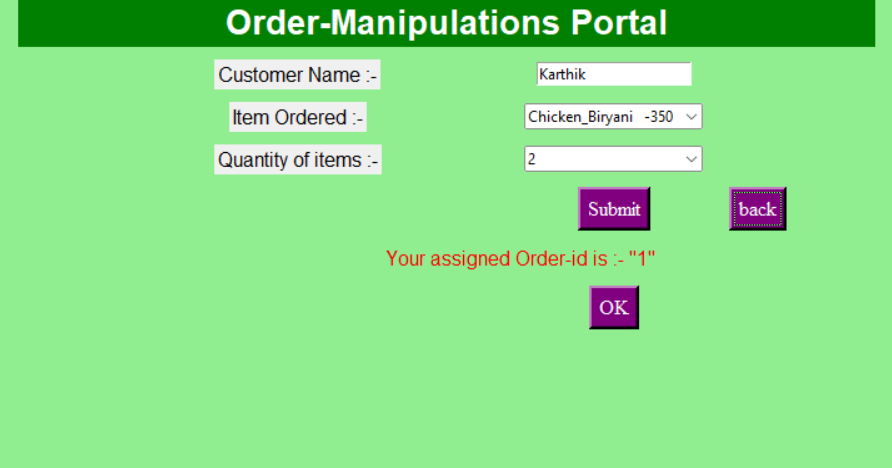 Order-Manipulations Portal
Customer Name :- Karthik
Item Ordered :- Chicken_Biryani -350
Quantity of items :- 2
Submit back
Your assigned Order-id is :- "1"
OK